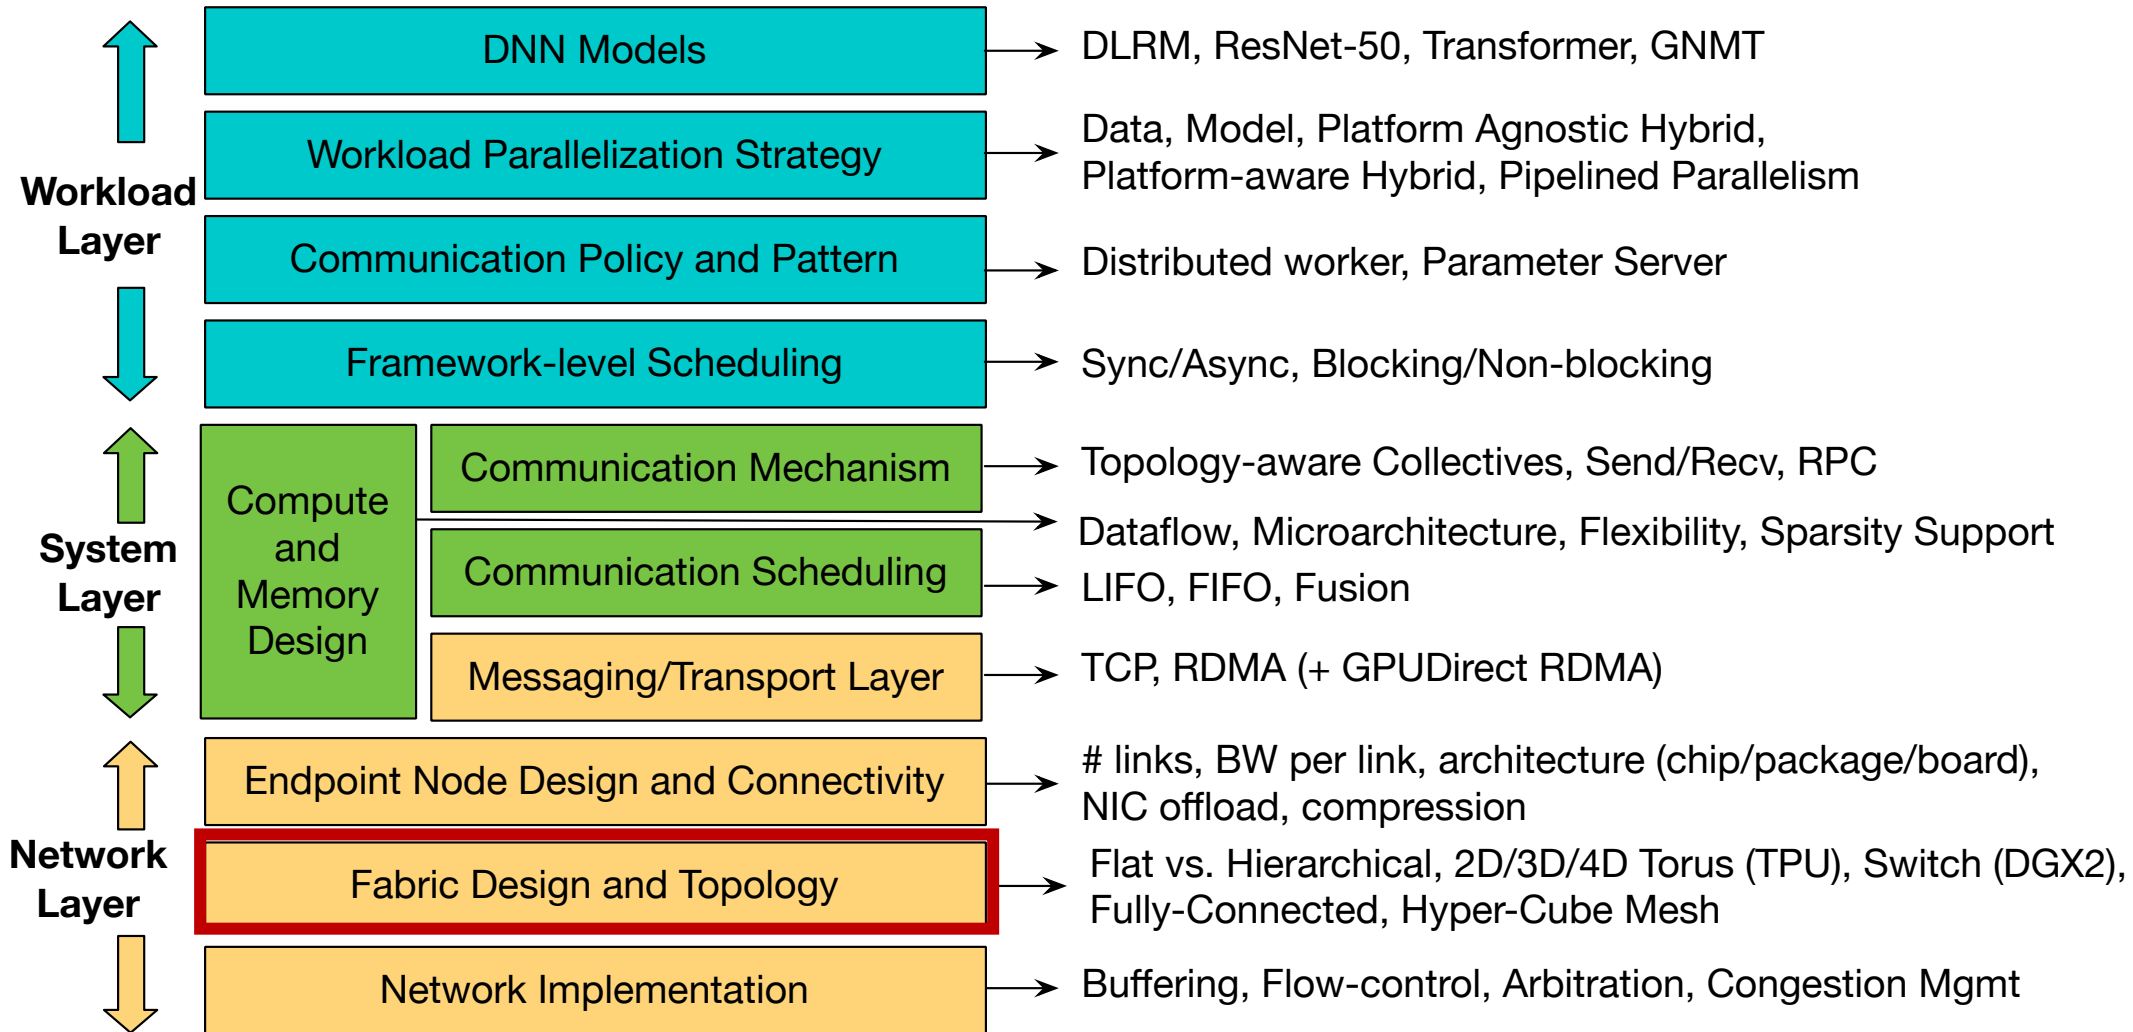 DNN Models
DLRM, ResNet-50, Transformer, GNMT
Workload Parallelization Strategy
Data, Model, Platform Agnostic Hybrid,
Platform-aware Hybrid, Pipelined Parallelism
Workload
Layer
Communication Policy and Pattern
Distributed worker, Parameter Server
Framework-level Scheduling
Sync/Async, Blocking/Non-blocking
System
Layer
Compute
and
Memory
Design
Communication Mechanism
Topology-aware Collectives, Send/Recv, RPC
Dataflow, Microarchitecture, Flexibility, Sparsity Support
Communication Scheduling
LIFO, FIFO, Fusion
Messaging/Transport Layer
TCP, RDMA (+ GPUDirect RDMA)
Network
Layer
Endpoint Node Design and Connectivity
# links, BW per link, architecture (chip/package/board),
NIC offload, compression
Fabric Design and Topology
Flat vs. Hierarchical, 2D/3D/4D Torus (TPU), Switch (DGX2),
Fully-Connected, Hyper-Cube Mesh
Network Implementation
Buffering, Flow-control, Arbitration, Congestion Mgmt